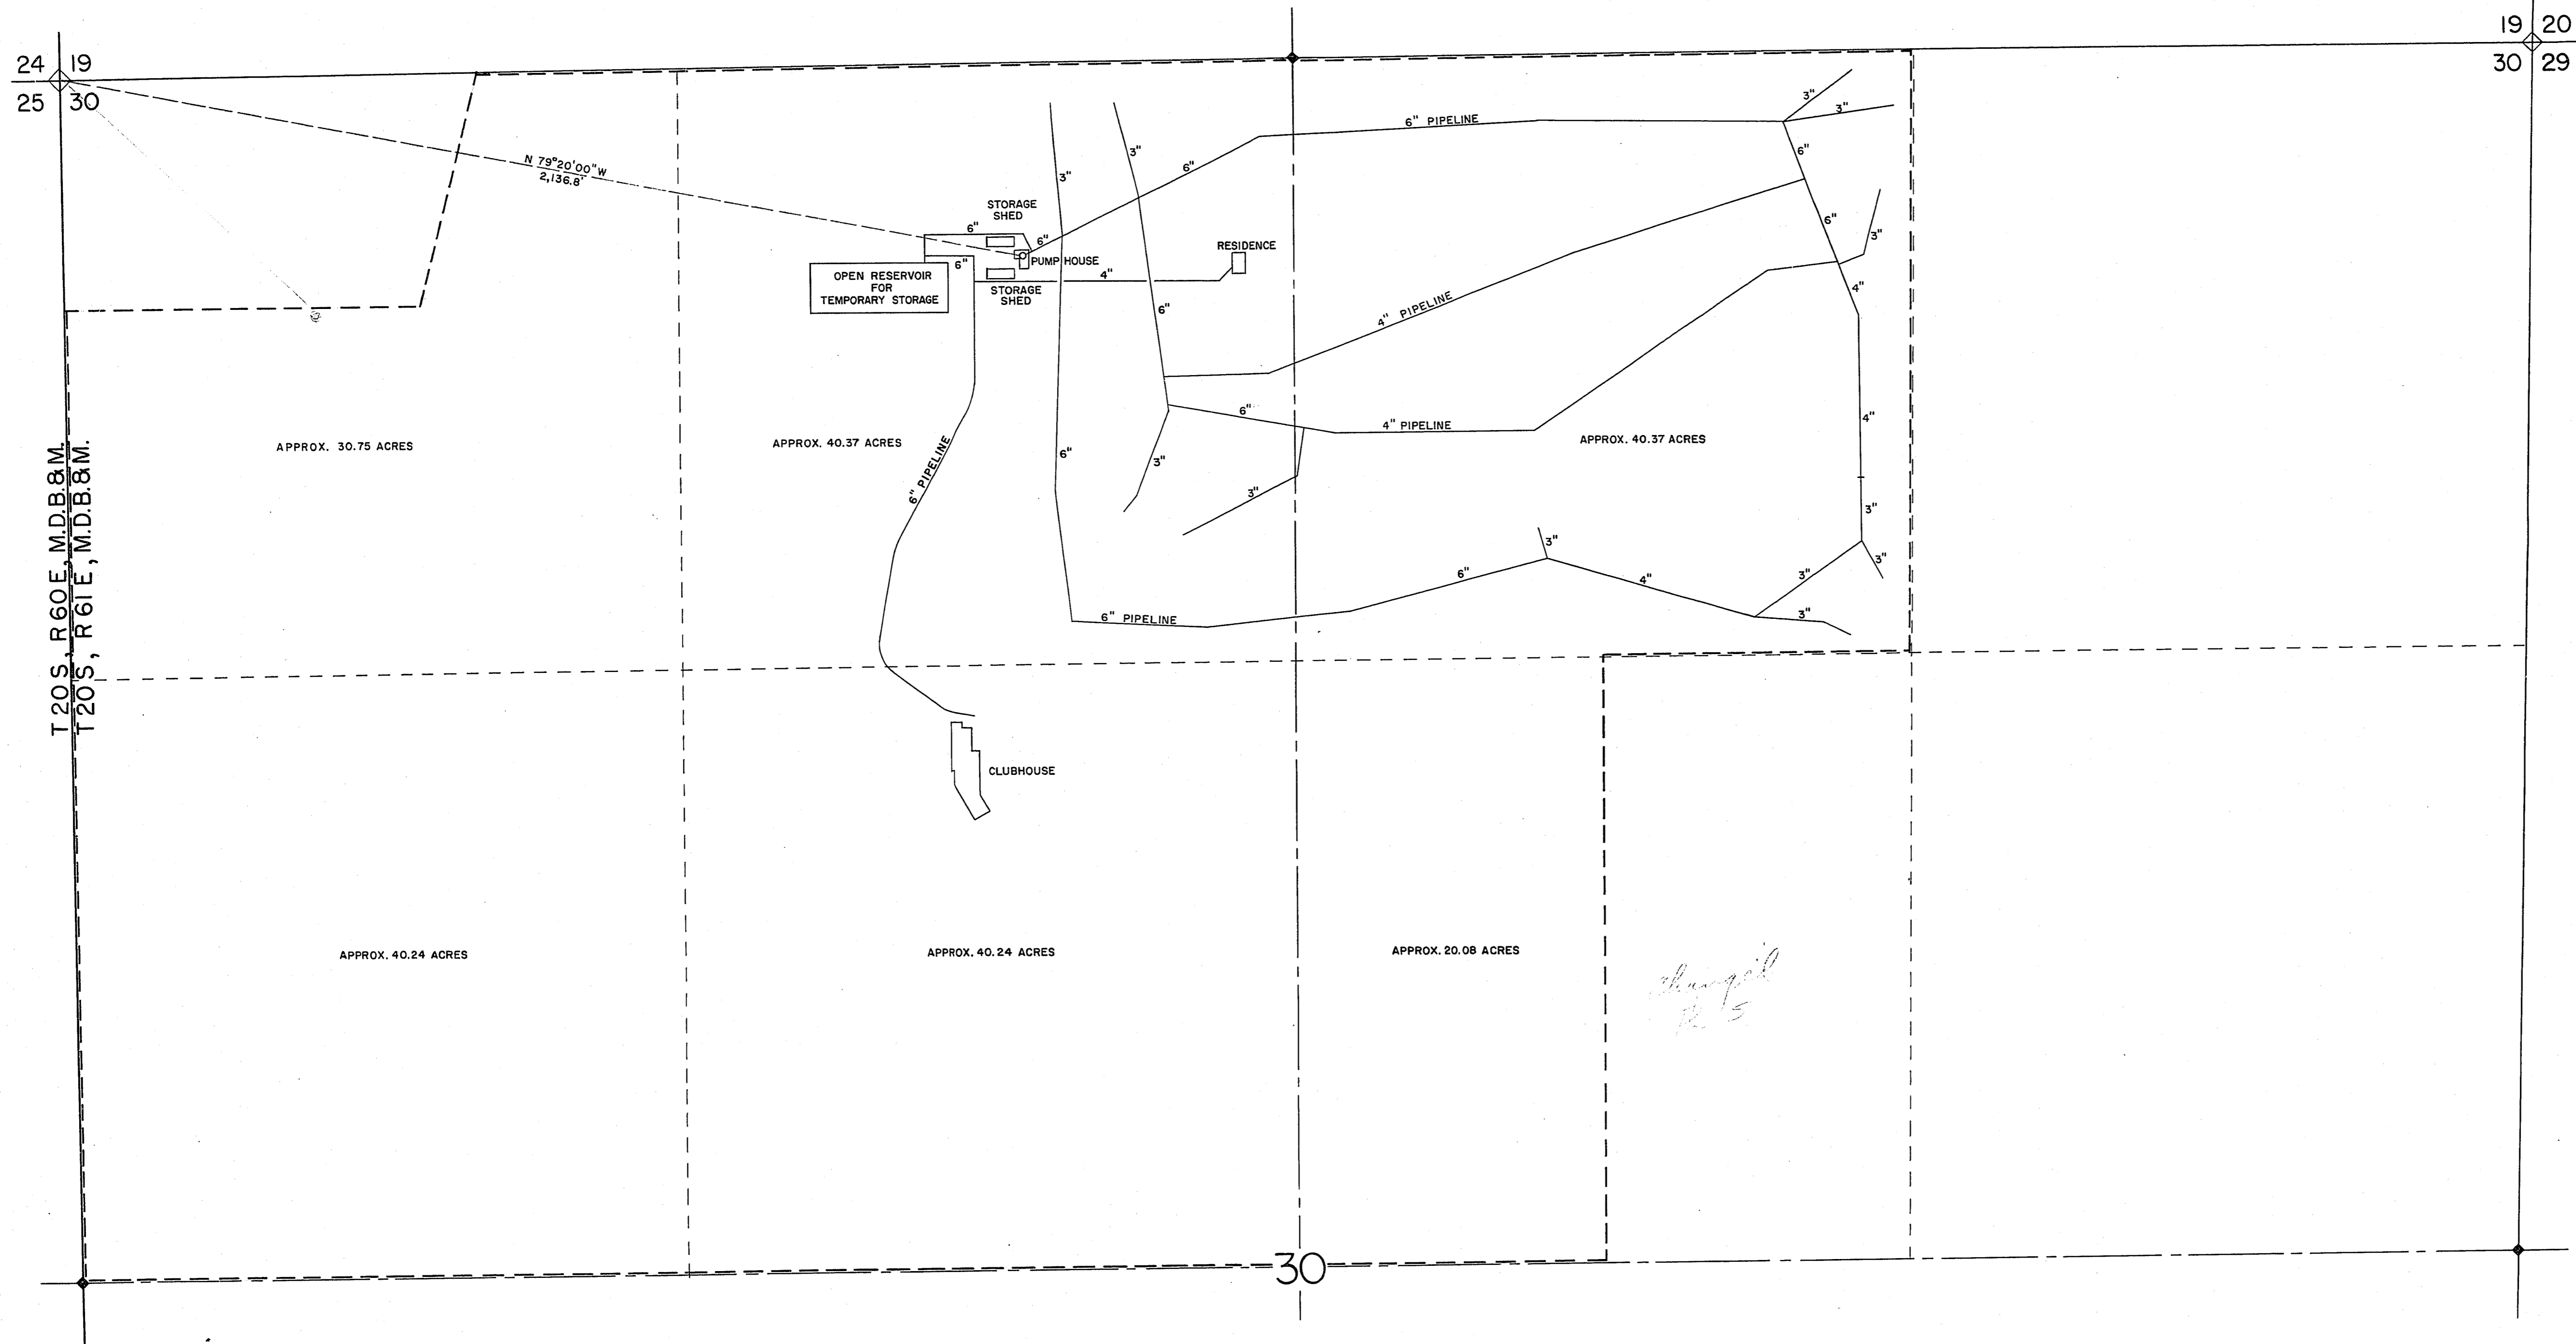 24 19
25 30
19 20
30 29
N 79°20'00"W
2,136.8'
3"
3"
3"
3"
6" PIPELINE
6"
6"
STORAGE
SHED
6"
6"
PUMP HOUSE
6"
OPEN RESERVOIR
FOR
TEMPORARY STORAGE
STORAGE
SHED
4"
RESIDENCE
6"
3"
4"
6"
4" PIPELINE
6"
4" PIPELINE
4"
APPROX. 30.75 ACRES
APPROX. 40.37 ACRES
APPROX. 40.37 ACRES
6" PIPELINE
6"
3"
3"
3"
3"
3"
6"
4"
3"
3"
6" PIPELINE
T 20S, R 60 E, M.D.B.&M.
T 20S, R 61 E, M.D.B.&M.
CLUBHOUSE
APPROX. 40.24 ACRES
APPROX. 40.24 ACRES
APPROX. 20.08 ACRES
30